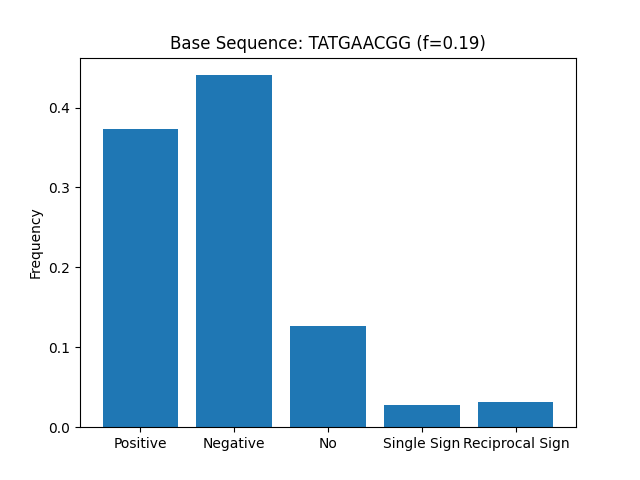 Base Sequence: TATGAACGG (f=0.19)
0.4
0.3
0.2
0.1
0.0
Frequency
Positive Negative No Single Sign Reciprocal Sign